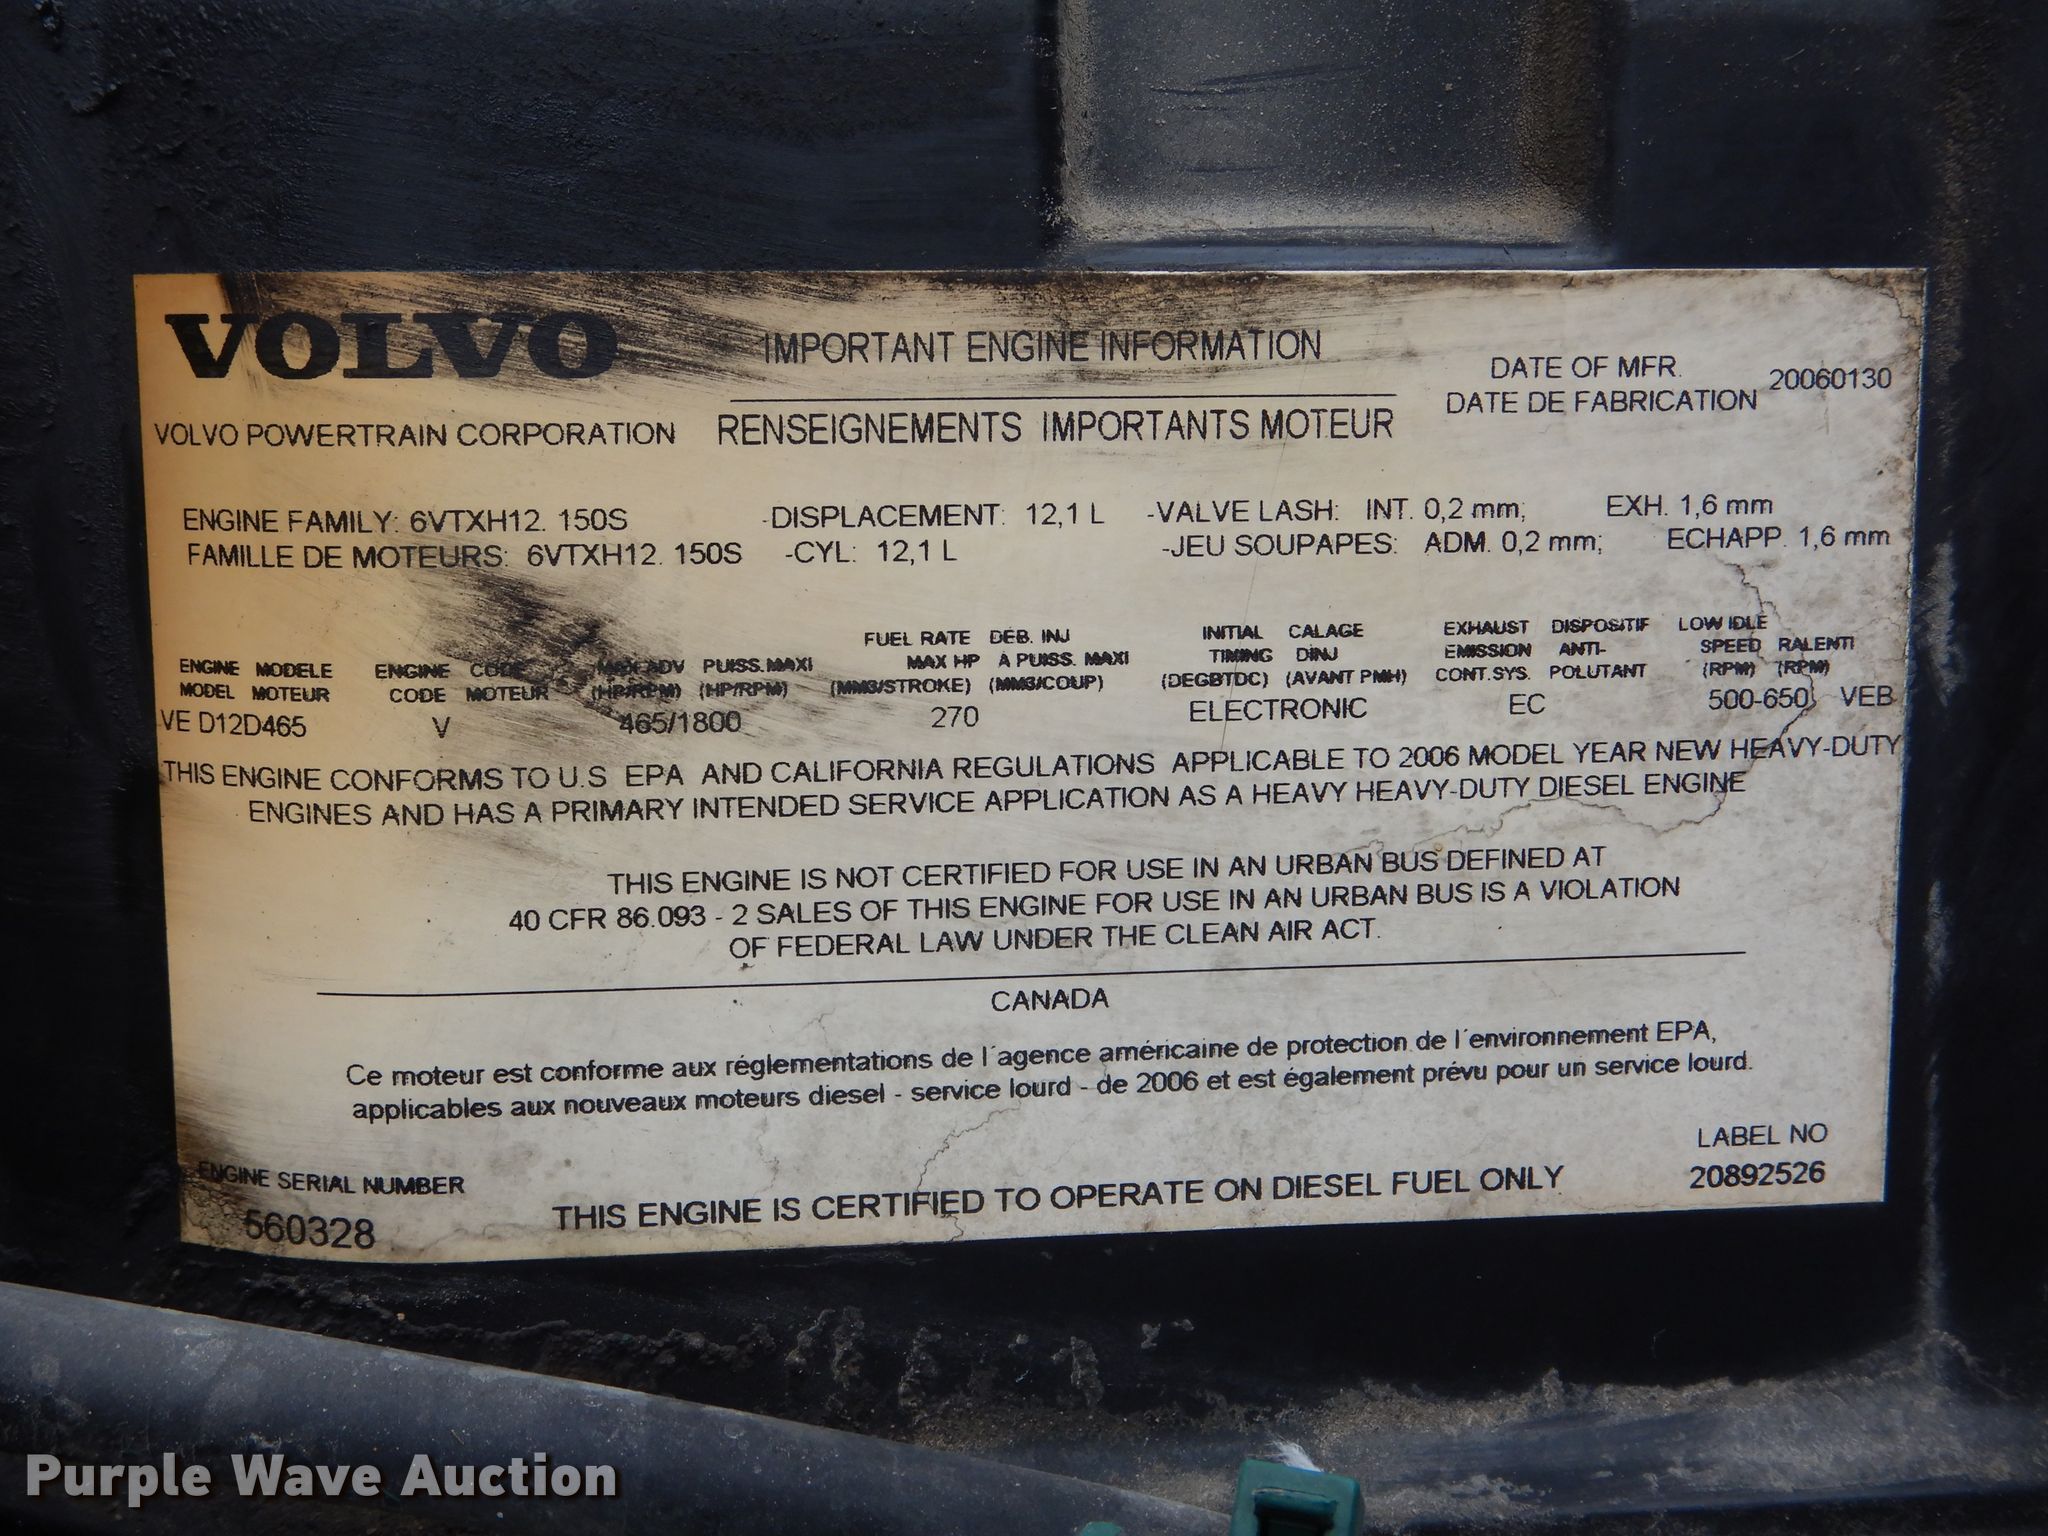 VOLVO
IMPORTANT ENGINE INFORMATION
DATE OF MFR.
DATE DE FABRICATION
20060130
VOLVO POWERTRAIN CORPORATION
RENSEIGNEMENTS IMPORTANTS MOTEUR
ENGINE FAMILY: 6VTXH12. 150S -DISPLACEMENT: 12,1 L -VALVE LASH: INT. 0,2 mm; EXH. 1,6 mm
FAMILLE DE MOTEURS: 6VTXH12. 150S -CYL: 12,1 L -JEU SOUPAPES: ADM. 0,2 mm; ECHAPP. 1,6 mm
FUEL RATE DEB. INJ INITIAL CALAGE EXHAUST DISPOSITIF LOW IDLE
ENGINE MODELE ENGINE CODE MAX ADV PUISS. MAXI MAX HP A PUISS. MAXI TIMING DINJ EMISSION ANTI- SPEED RALENTI
MODEL MOTEUR CODE MOTEUR (HP/RPM) (HP/RPM) (MM3/STROKE) (MM3/COUP) (DEGBTDC) (AVANT PMH) CONT.SYS. POLUTANT (RPM) (RPM)
VE D12D465 V 465/1800 270 ELECTRONIC EC 500-650 VEB
THIS ENGINE CONFORMS TO U.S EPA AND CALIFORNIA REGULATIONS APPLICABLE TO 2006 MODEL YEAR NEW HEAVY-DUTY
ENGINES AND HAS A PRIMARY INTENDED SERVICE APPLICATION AS A HEAVY HEAVY-DUTY DIESEL ENGINE
THIS ENGINE IS NOT CERTIFIED FOR USE IN AN URBAN BUS DEFINED AT
40 CFR 86.093 - 2 SALES OF THIS ENGINE FOR USE IN AN URBAN BUS IS A VIOLATION
OF FEDERAL LAW UNDER THE CLEAN AIR ACT.
CANADA
Ce moteur est conforme aux réglementations de l´agence américaine de protection de l´environnement EPA,
applicables aux nouveaux moteurs diesel - service lourd - de 2006 et est également prévu pour un service lourd.
LABEL NO
20892526
ENGINE SERIAL NUMBER
560328
THIS ENGINE IS CERTIFIED TO OPERATE ON DIESEL FUEL ONLY
Purple Wave Auction